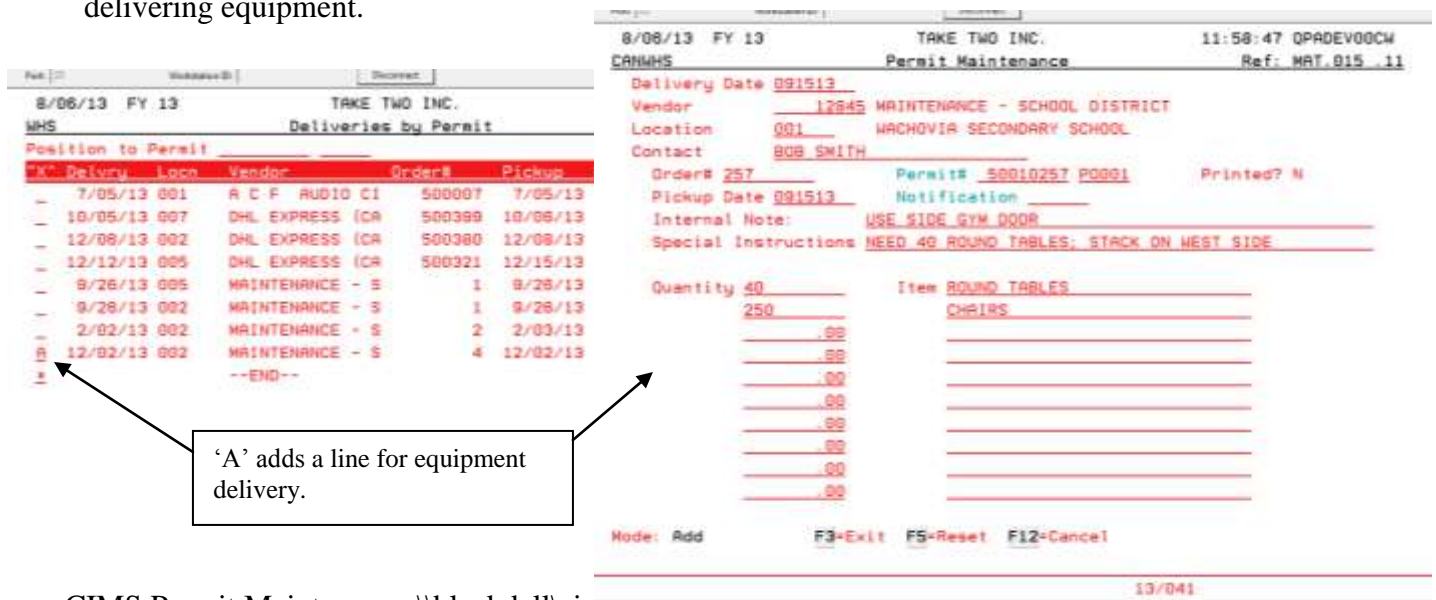 delivering equipment.
8/06/13 FY 13 TAKE TWO INC.
WHS Deliveries by Permit
Position to Permit
"X" Delvry Locn Vendor Order# Pickup
7/05/13 001 A C F AUDIO CI 500007 7/05/13
10/05/13 007 DHL EXPRESS (CA 500399 10/06/13
12/08/13 002 DHL EXPRESS (CA 500380 12/08/13
12/12/13 005 DHL EXPRESS (CA 500321 12/15/13
9/26/13 005 MAINTENANCE - S 1 9/26/13
9/28/13 002 MAINTENANCE - S 1 9/26/13
2/02/13 002 MAINTENANCE - S 2 2/03/13
A 12/02/13 002 MAINTENANCE - S 4 12/02/13
* --END--
'A' adds a line for equipment
delivery.
8/06/13 FY 13 TAKE TWO INC. 11:58:47 QPADEV00CW
CANWHS Permit Maintenance Ref: MAT.015 .11
Delivery Date 091513
Vendor 12845 MAINTENANCE - SCHOOL DISTRICT
Location 001 WACHOVIA SECONDARY SCHOOL
Contact BOB SMITH
Order# 257 Permit# 50010257 P0001 Printed? N
Pickup Date 091513 Notification
Internal Note: USE SIDE GYM DOOR
Special Instructions NEED 40 ROUND TABLES; STACK ON WEST SIDE
Quantity 40 Item ROUND TABLES
250 CHAIRS
.00
.00
.00
.00
.00
.00
.00
.00
Mode: Add F3=Exit F5=Reset F12=Cancel
13/041